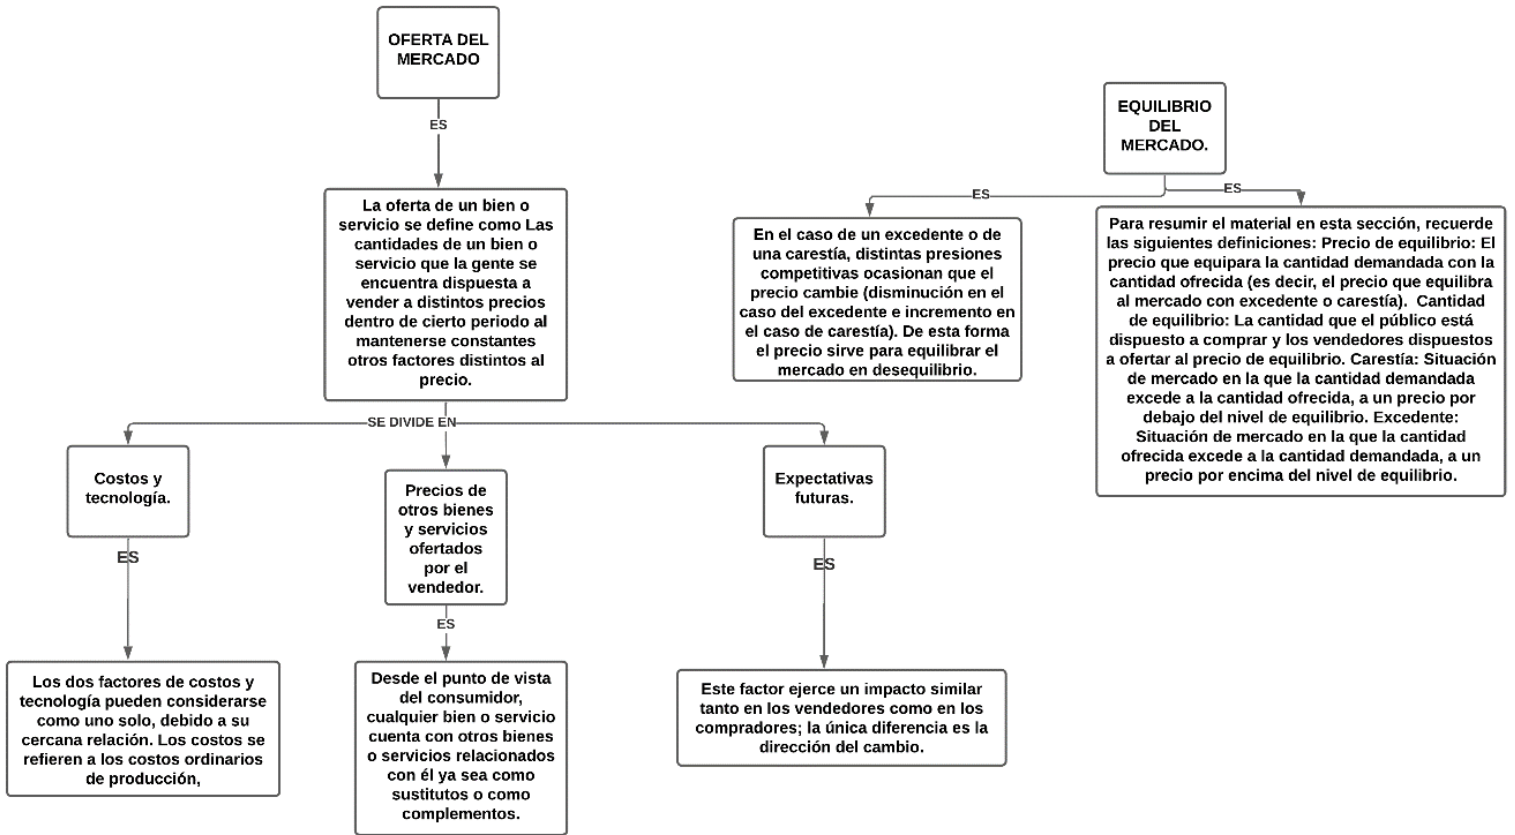 OFERTA DEL
MERCADO
ES
La oferta de un bien o
servicio se define como Las
cantidades de un bien o
servicio que la gente se
encuentra dispuesta a
vender a distintos precios
dentro de cierto periodo al
mantenerse constantes
otros factores distintos al
precio.
SE DIVIDE EN
Costos y
tecnología.
ES
Los dos factores de costos y
tecnología pueden considerarse
como uno solo, debido a su
cercana relación. Los costos se
refieren a los costos ordinarios
de producción,
Precios de
otros bienes
y servicios
ofertados
por el
vendedor.
ES
Desde el punto de vista
del consumidor,
cualquier bien o servicio
cuenta con otros bienes
o servicios relacionados
con él ya sea como
sustitutos o como
complementos.
Expectativas
futuras.
ES
Este factor ejerce un impacto similar
tanto en los vendedores como en los
compradores; la única diferencia es la
dirección del cambio.
EQUILIBRIO
DEL
MERCADO.
ES
En el caso de un excedente o de
una carestía, distintas presiones
competitivas ocasionan que el
precio cambie (disminución en el
caso del excedente e incremento en
el caso de carestía). De esta forma
el precio sirve para equilibrar el
mercado en desequilibrio.
ES
Para resumir el material en esta sección, recuerde
las siguientes definiciones: Precio de equilibrio: El
precio que equipara la cantidad demandada con la
cantidad ofrecida (es decir, el precio que equilibra
al mercado con excedente o carestía). Cantidad
de equilibrio: La cantidad que el público está
dispuesto a comprar y los vendedores dispuestos
a ofertar al precio de equilibrio. Carestía: Situación
de mercado en la que la cantidad demandada
excede a la cantidad ofrecida, a un precio por
debajo del nivel de equilibrio. Excedente:
Situación de mercado en la que la cantidad
ofrecida excede a la cantidad demandada, a un
precio por encima del nivel de equilibrio.